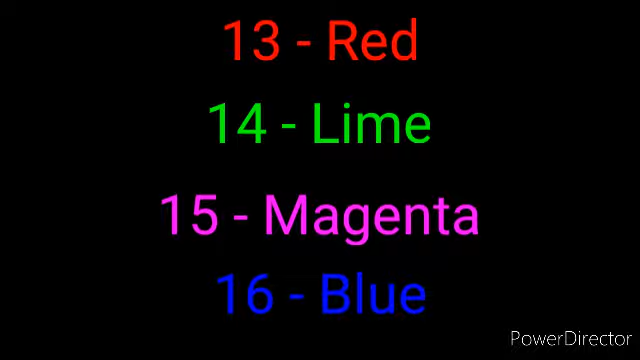 13 - Red
14 - Lime
15 - Magenta
16 - Blue
PowerDirector